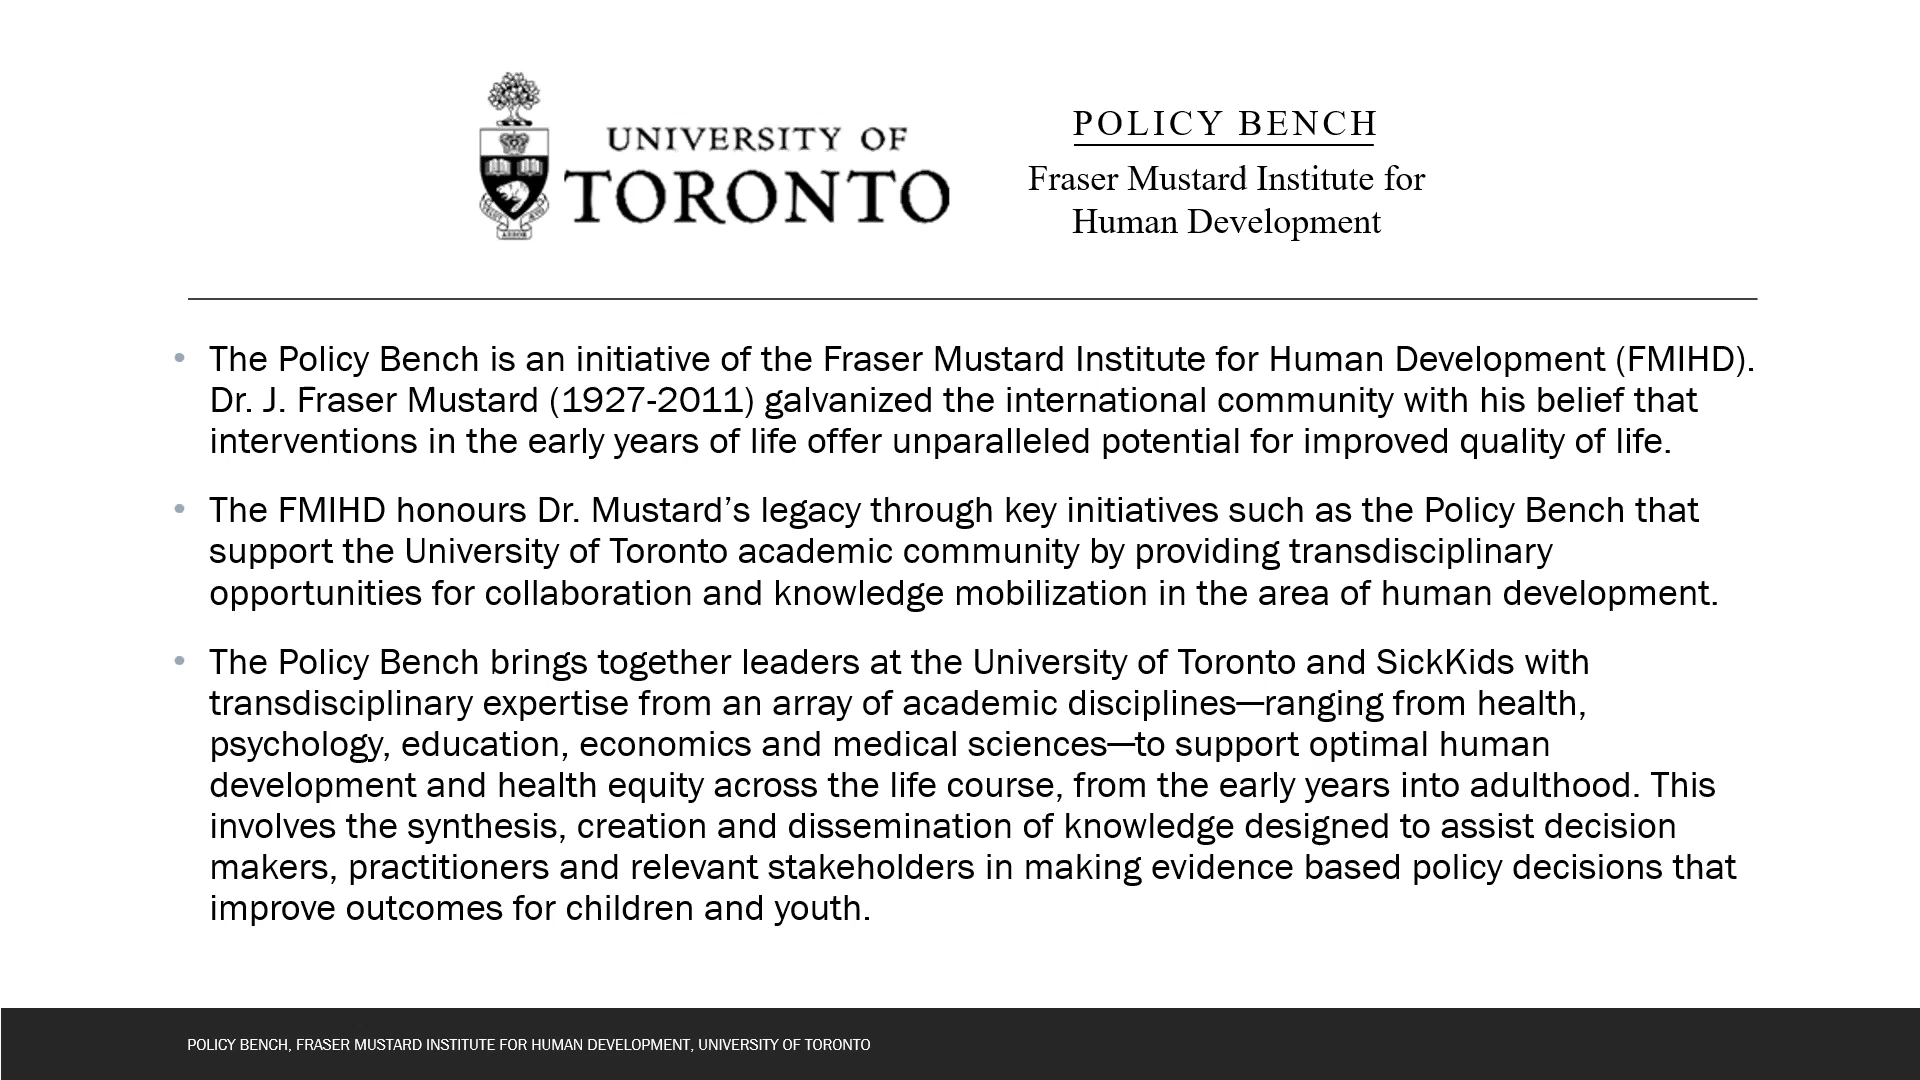 UNIVERSITY OF
TORONTO
POLICY BENCH
Fraser Mustard Institute for
Human Development
• The Policy Bench is an initiative of the Fraser Mustard Institute for Human Development (FMIHD).
Dr. J. Fraser Mustard (1927-2011) galvanized the international community with his belief that
interventions in the early years of life offer unparalleled potential for improved quality of life.
• The FMIHD honours Dr. Mustard’s legacy through key initiatives such as the Policy Bench that
support the University of Toronto academic community by providing transdisciplinary
opportunities for collaboration and knowledge mobilization in the area of human development.
• The Policy Bench brings together leaders at the University of Toronto and SickKids with
transdisciplinary expertise from an array of academic disciplines—ranging from health,
psychology, education, economics and medical sciences—to support optimal human
development and health equity across the life course, from the early years into adulthood. This
involves the synthesis, creation and dissemination of knowledge designed to assist decision
makers, practitioners and relevant stakeholders in making evidence based policy decisions that
improve outcomes for children and youth.
POLICY BENCH, FRASER MUSTARD INSTITUTE FOR HUMAN DEVELOPMENT, UNIVERSITY OF TORONTO